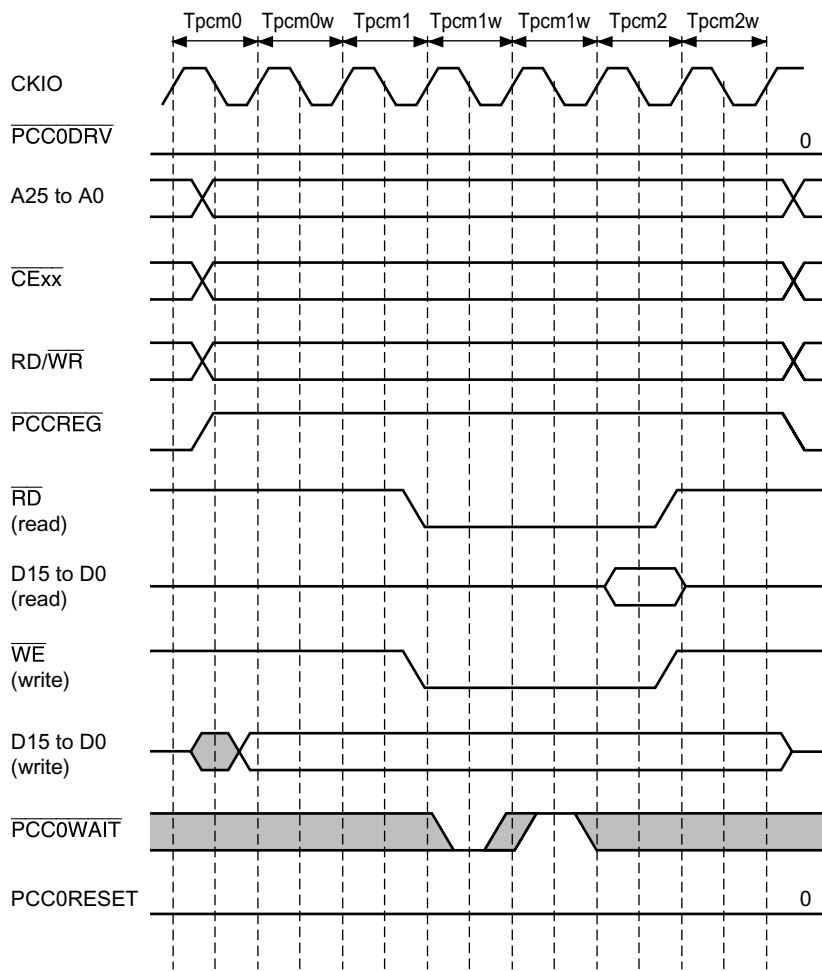 Tpcm0 Tpcm0w Tpcm1 Tpcm1w Tpcm1w Tpcm2 Tpcm2w
CKIO
PCC0DRV
0
A25 to A0
CExx
RD/WR
PCCREG
RD
(read)
D15 to D0
(read)
WE
(write)
D15 to D0
(write)
PCC0WAIT
PCC0RESET
0